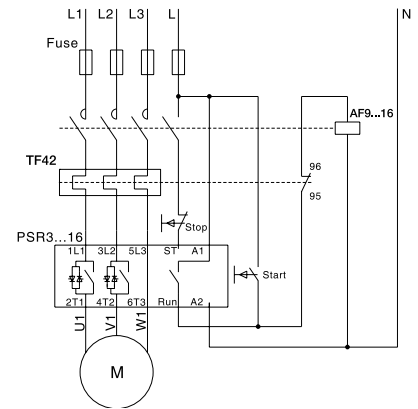 L1 L2 L3 L N
Fuse
AF9...16
TF42
96
95
Stop
PSR3...16
1L1 3L2 5L3 ST A1
Start
2T1 4T2 6T3 Run A2
U1 V1 W1
M